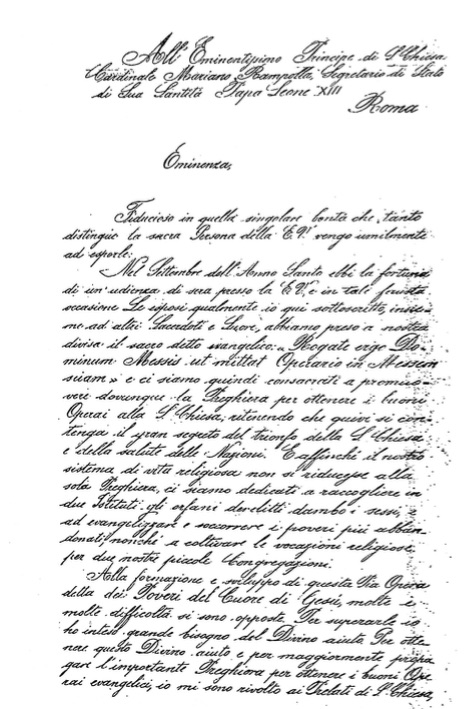 All'Eminentissimo Principe di S. Chiesa
Cardinale Mariano Rampolla, Segretario di Stato
di Sua Santità Papa Leone XIII
Roma
Eminenza,
Fiducioso in quella singolare bontà che tanto
distingue la sacra Persona della E.V. vengo umilmente
ad esporle:
Nel Settembre dell'Anno Santo ebbi la fortuna
di un'udienza di sera presso la E.V. e in tale fausta
occasione Le esposi qualmente io qui sottoscritto, insie-
me ad altri Sacerdoti e Suore, abbiamo preso a nostra
divisa il sacro detto evangelico: «Rogate ergo Do-
minum Messis ut mittat Operarios in Messem
suam» e ci siamo quindi consacrati a promuo-
vere dovunque la Preghiera per ottenere i buoni
Operai alla S. Chiesa, ritenendo che quivi si con-
tenga il gran segreto del trionfo della S. Chiesa
e della salute delle Nazioni. E affinchè il nostro
sistema di vita religiosa non si riducesse alla
sola Preghiera, ci siamo dedicati a raccogliere in
due Istituti gli orfani derelitti d'ambo i sessi, e
ad evangelizzare e soccorrere i poveri più abban-
donati, nonchè a coltivare le vocazioni religiose
per due nostre piccole Congregazioni.
Alla formazione e sviluppo di questa Pia Opera
detta dei Poveri del Cuore di Gesù, molte e
molte difficoltà si sono opposte. Per superarle io
ho inteso grande bisogno del Divino aiuto. Per otte-
nere questo Divino aiuto e per maggiormente propa-
gare l'importante Preghiera per ottenere i buoni Ope-
rai evangelici, io mi sono rivolto ai Prelati di S. Chiesa,